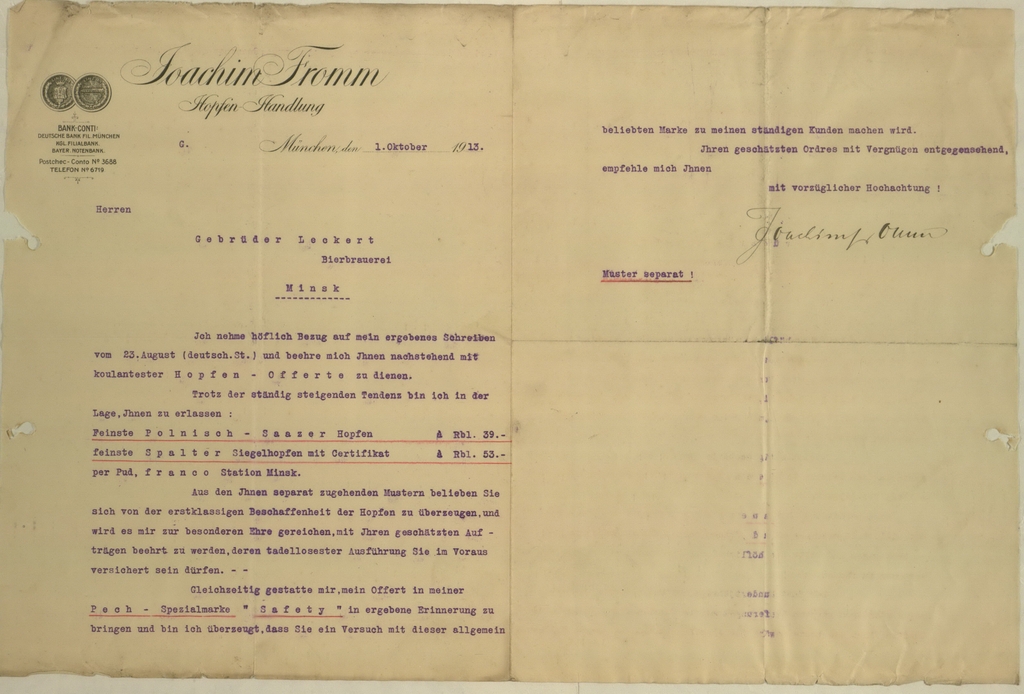 Joachim Fromm
Hopfen-Handlung
BANK-CONTI:
DEUTSCHE BANK FIL. MÜNCHEN
KGL. FILIALBANK.
BAYER. NOTENBANK.
Postchec-Conto Nº 3688
TELEFON Nº 6719
G. München, den 1.Oktober 1913.
Herren
Gebrüder Leckert
Bierbrauerei
Minsk
Jch nehme höflich Bezug auf mein ergebenes Schreiben
vom 23.August (deutsch.St.) und beehre mich Jhnen nachstehend mit
koulantester Hopfen - Offerte zu dienen.
Trotz der ständig steigenden Tendenz bin ich in der
Lage,Jhnen zu erlassen :
Feinste Polnisch - Saazer Hopfen à Rbl. 39.-
feinste Spalter Siegelhopfen mit Certifikat à Rbl. 53.-
per Pud, franco Station Minsk.
Aus den Jhnen separat zugehenden Mustern belieben Sie
sich von der erstklassigen Beschaffenheit der Hopfen zu überzeugen,und
wird es mir zur besonderen Ehre gereichen,mit Jhren geschätzten Auf -
trägen beehrt zu werden,deren tadellosester Ausführung Sie im Voraus
versichert sein dürfen. - -
Gleichzeitig gestatte mir,mein Offert in meiner
Pech - Spezialmarke " Safety " in ergebene Erinnerung zu
bringen und bin ich überzeugt,dass Sie ein Versuch mit dieser allgemein
beliebten Marke zu meinen ständigen Kunden machen wird.
Jhren geschätzten Ordres mit Vergnügen entgegensehend,
empfehle mich Jhnen
mit vorzüglicher Hochachtung !
Joachim Fromm
Muster separat !